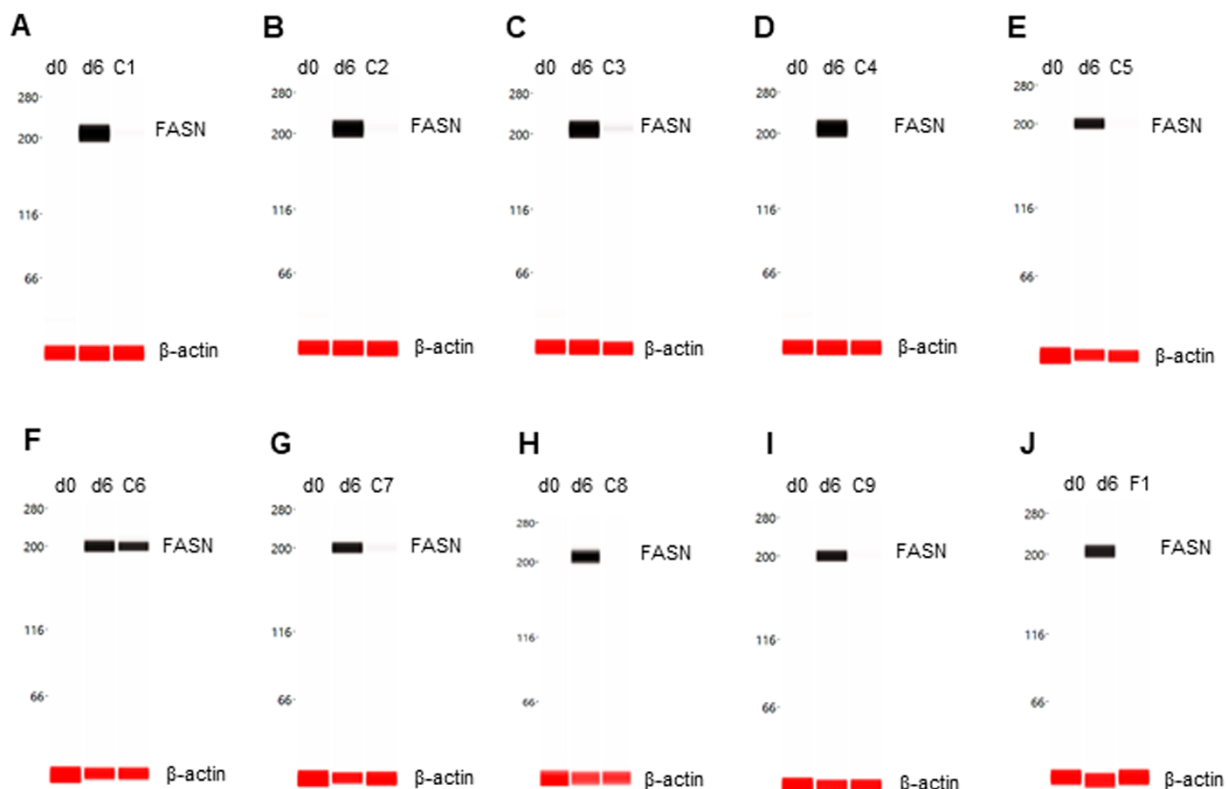 A B C D E
d0 d6 C1 d0 d6 C2 d0 d6 C3 d0 d6 C4 d0 d6 C5
280 280 280 280 280
200 FASN 200 FASN 200 FASN 200 FASN 200 FASN
116 116 116 116 116
66 66 66 66 66
β-actin β-actin β-actin β-actin β-actin
F G H I J
d0 d6 C6 d0 d6 C7 d0 d6 C8 d0 d6 C9 d0 d6 F1
280 280 280 280 280
200 FASN 200 FASN 200 FASN 200 FASN 200 FASN
116 116 116 116 116
66 66 66 66 66
β-actin β-actin β-actin β-actin β-actin